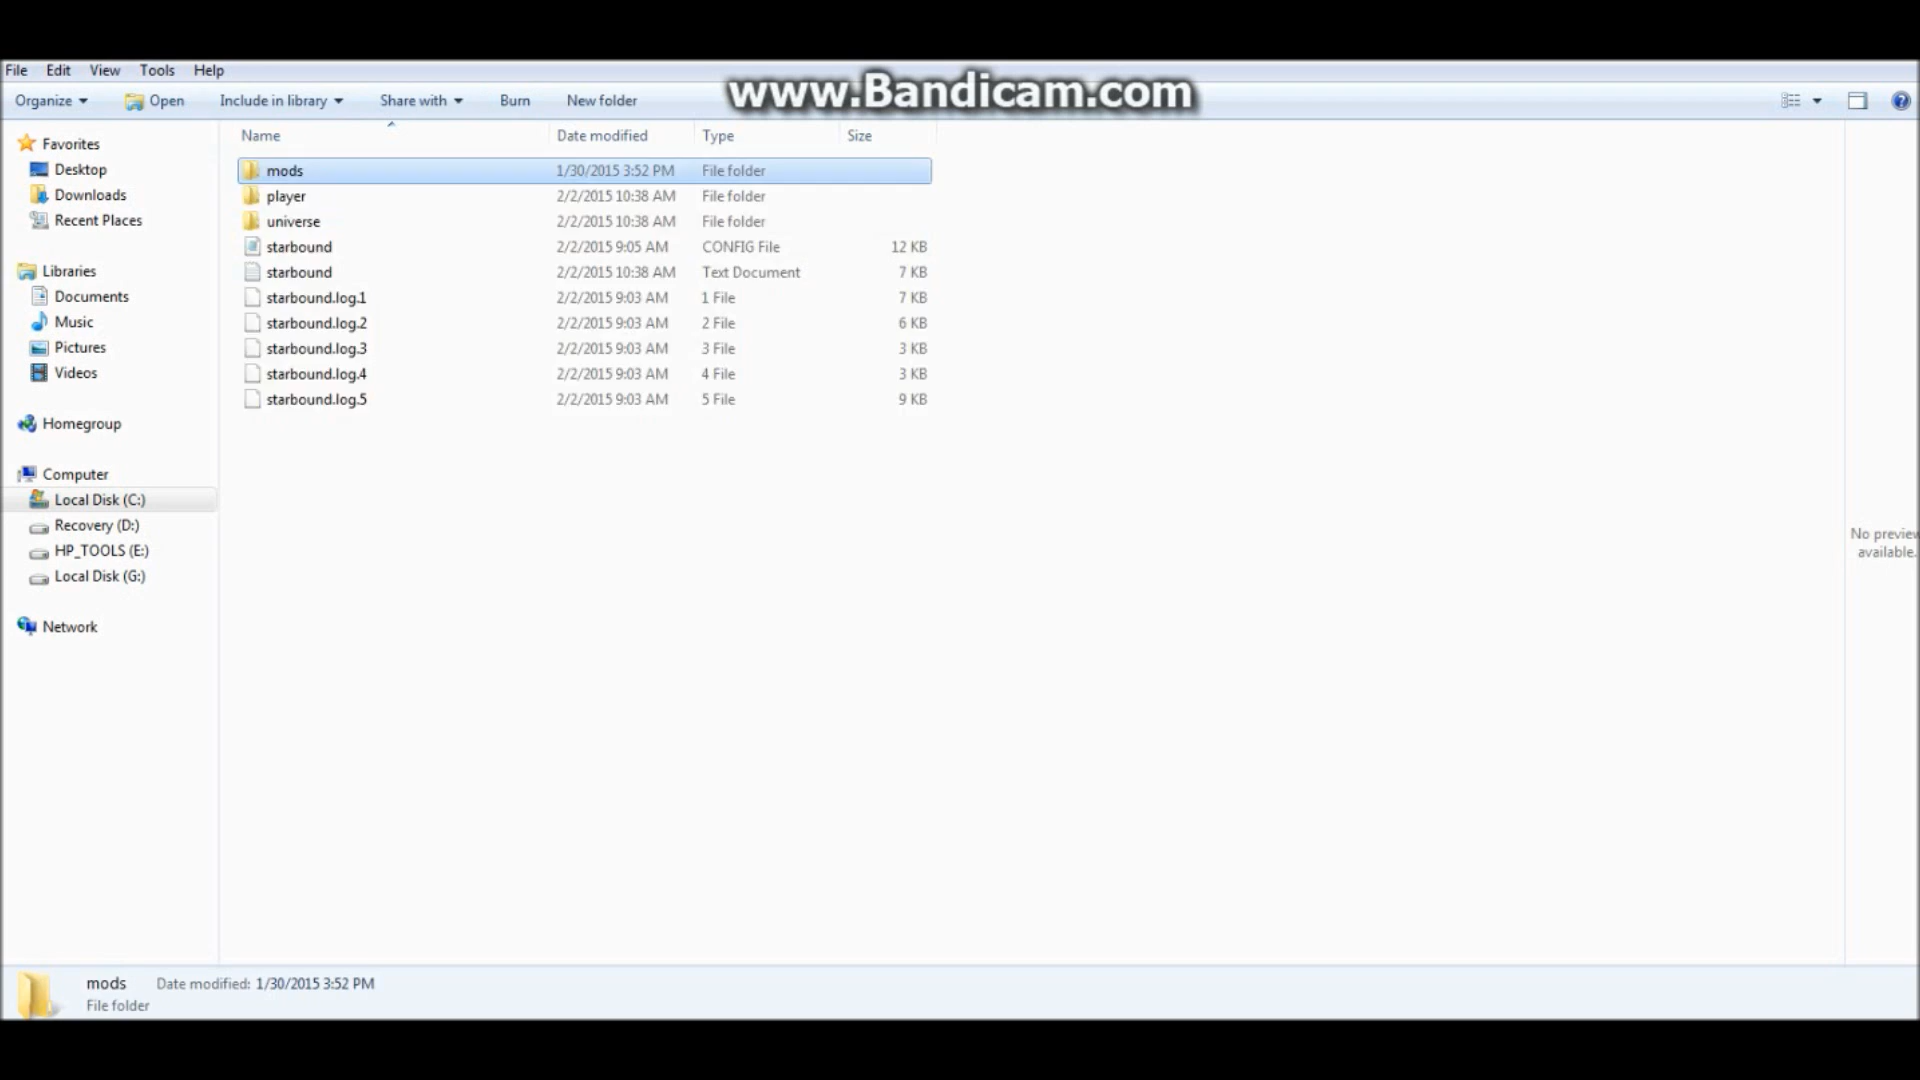 File Edit View Tools Help
www.Bandicam.com
Organize Open Include in library Share with Burn New folder
Name Date modified Type Size
Favorites
Desktop
Downloads
Recent Places
Libraries
Documents
Music
Pictures
Videos
Homegroup
Computer
Local Disk (C:)
Recovery (D:)
HP_TOOLS (E:)
Local Disk (G:)
Network
mods 1/30/2015 3:52 PM File folder
player 2/2/2015 10:38 AM File folder
universe 2/2/2015 10:38 AM File folder
starbound 2/2/2015 9:05 AM CONFIG File 12 KB
starbound 2/2/2015 10:38 AM Text Document 7 KB
starbound.log.1 2/2/2015 9:03 AM 1 File 7 KB
starbound.log.2 2/2/2015 9:03 AM 2 File 6 KB
starbound.log.3 2/2/2015 9:03 AM 3 File 3 KB
starbound.log.4 2/2/2015 9:03 AM 4 File 3 KB
starbound.log.5 2/2/2015 9:03 AM 5 File 9 KB
No preview
available.
mods Date modified: 1/30/2015 3:52 PM
File folder